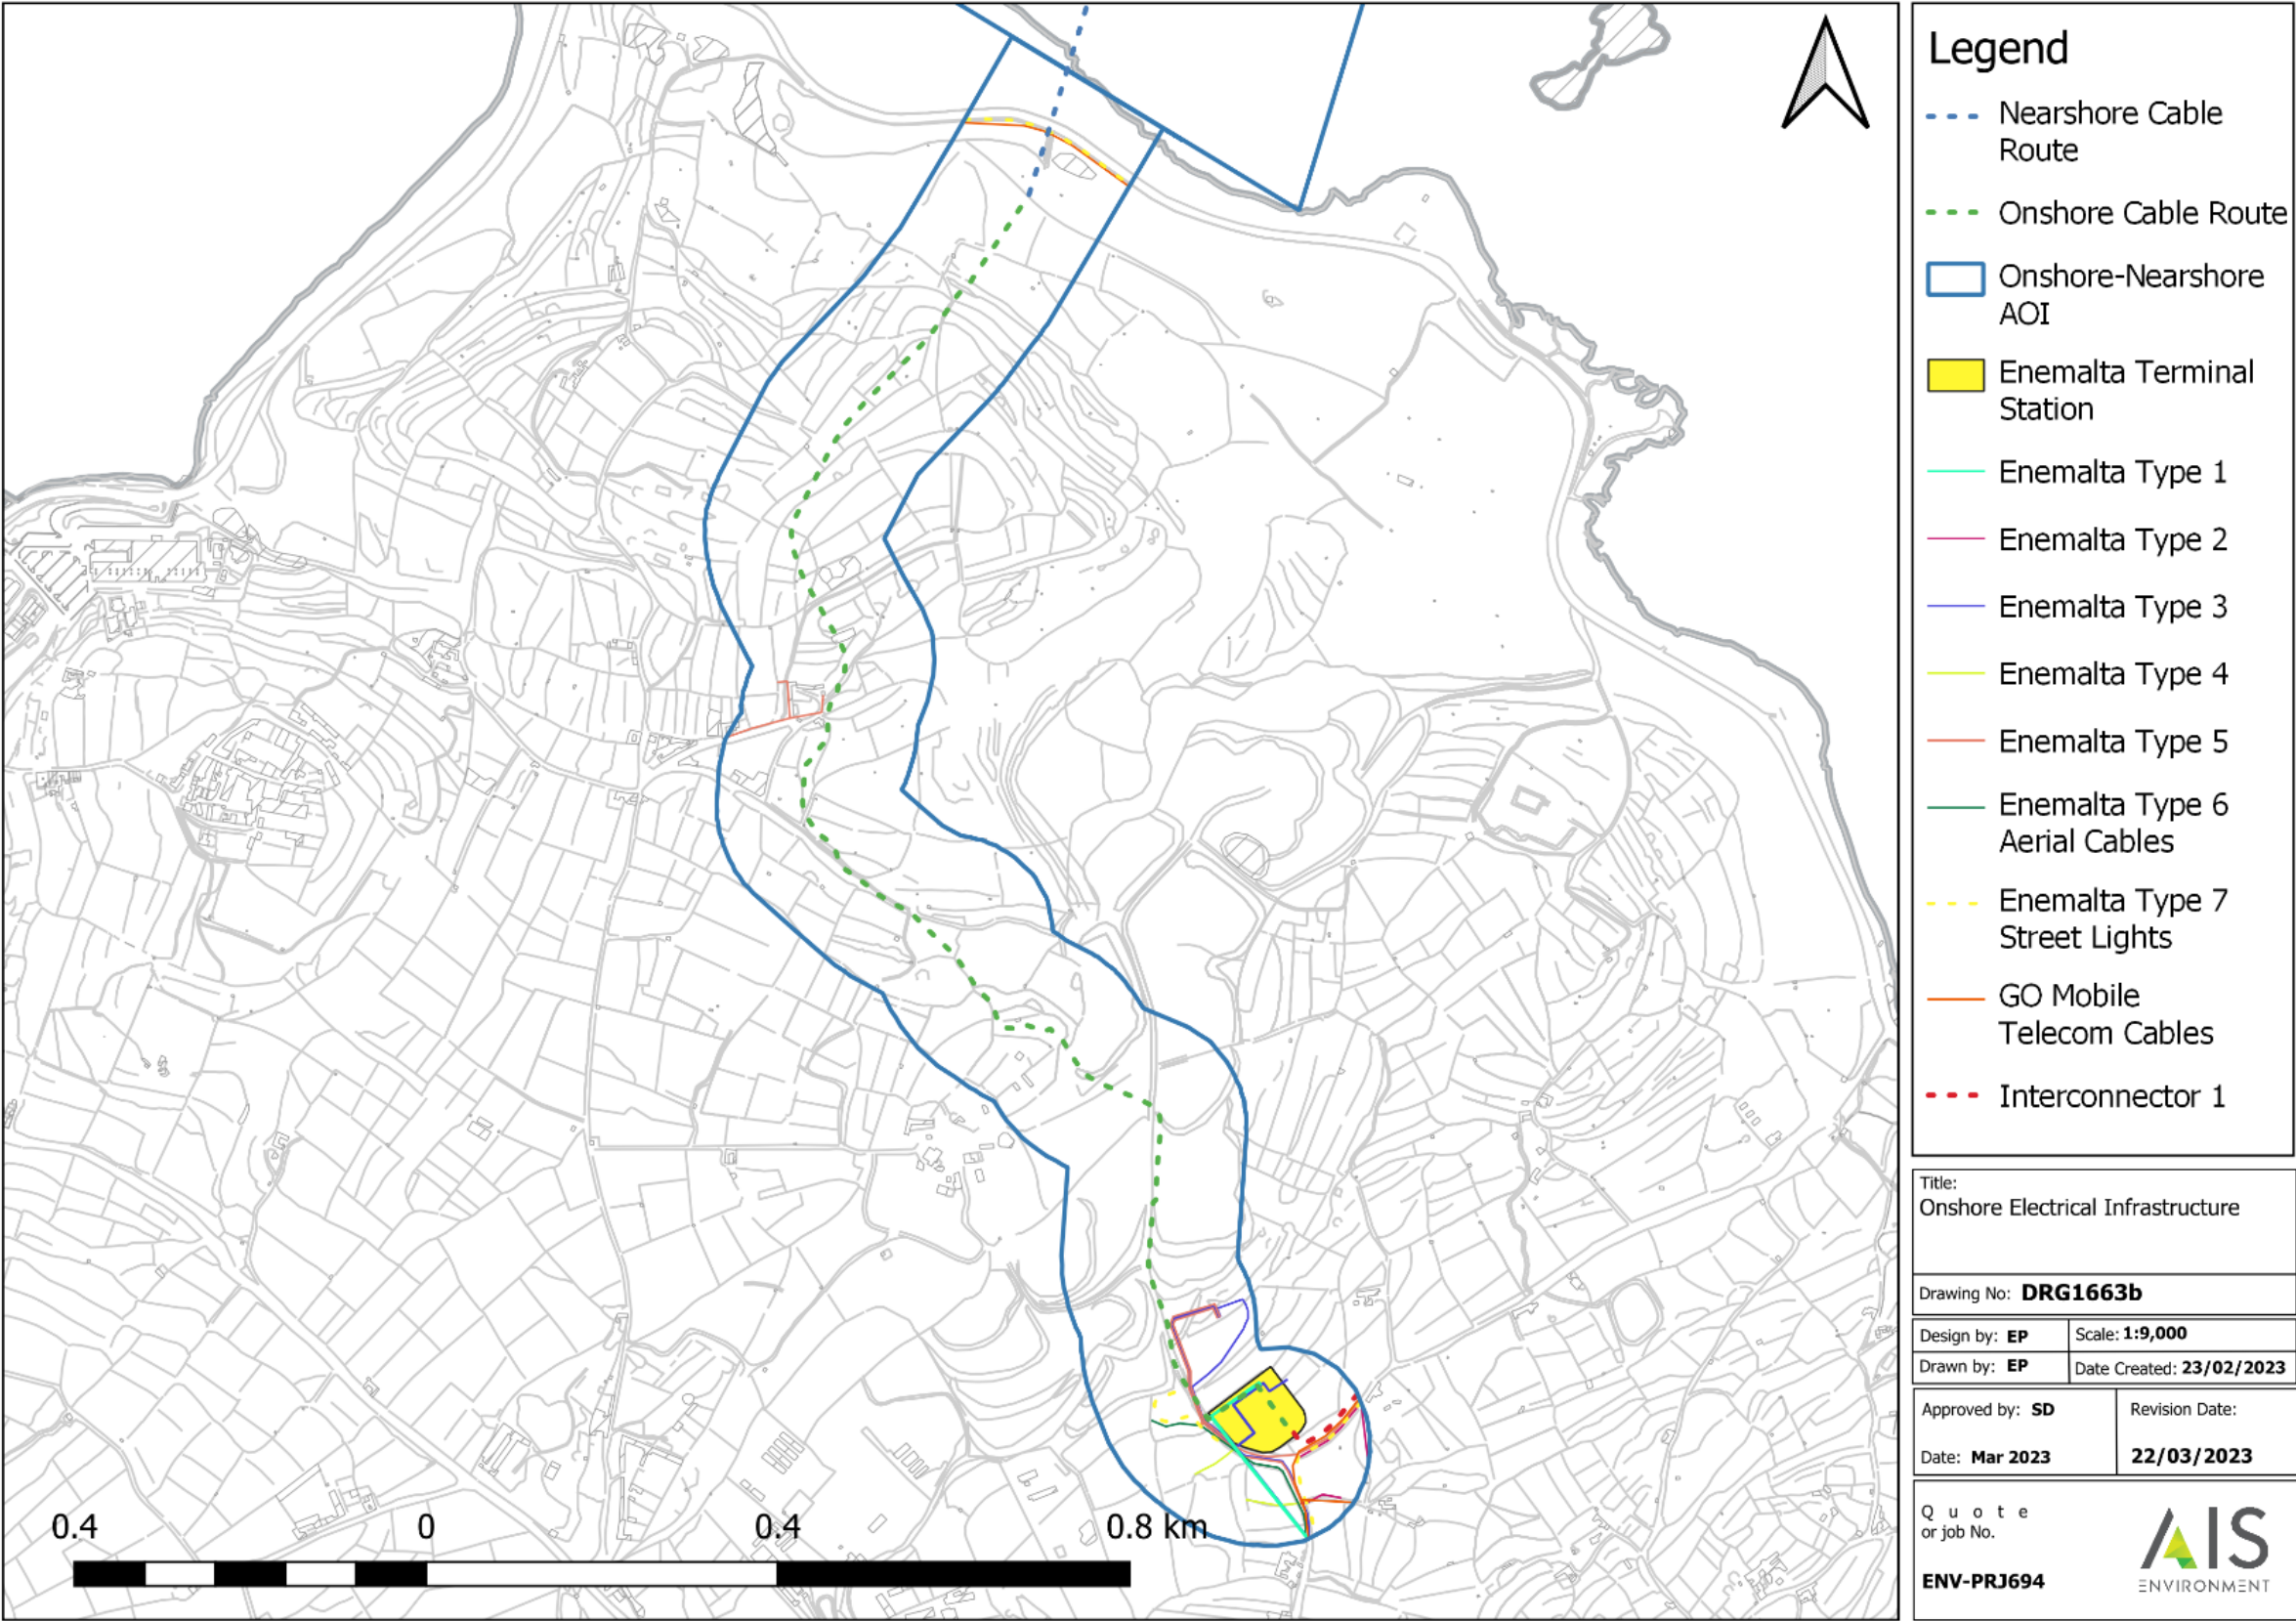 Legend
Nearshore Cable
Route
Onshore Cable Route
Onshore-Nearshore
AOI
Enemalta Terminal
Station
Enemalta Type 1
Enemalta Type 2
Enemalta Type 3
Enemalta Type 4
Enemalta Type 5
Enemalta Type 6
Aerial Cables
Enemalta Type 7
Street Lights
GO Mobile
Telecom Cables
Interconnector 1
Title:
Onshore Electrical Infrastructure
Drawing No: DRG1663b
Design by: EP
Scale: 1:9,000
Drawn by: EP
Date Created: 23/02/2023
Approved by: SD
Revision Date:
Date: Mar 2023
22/03/2023
Quote
or job No.
ENV-PRJ694
AIS
ENVIRONMENT
0.4 0 0.4 0.8 km